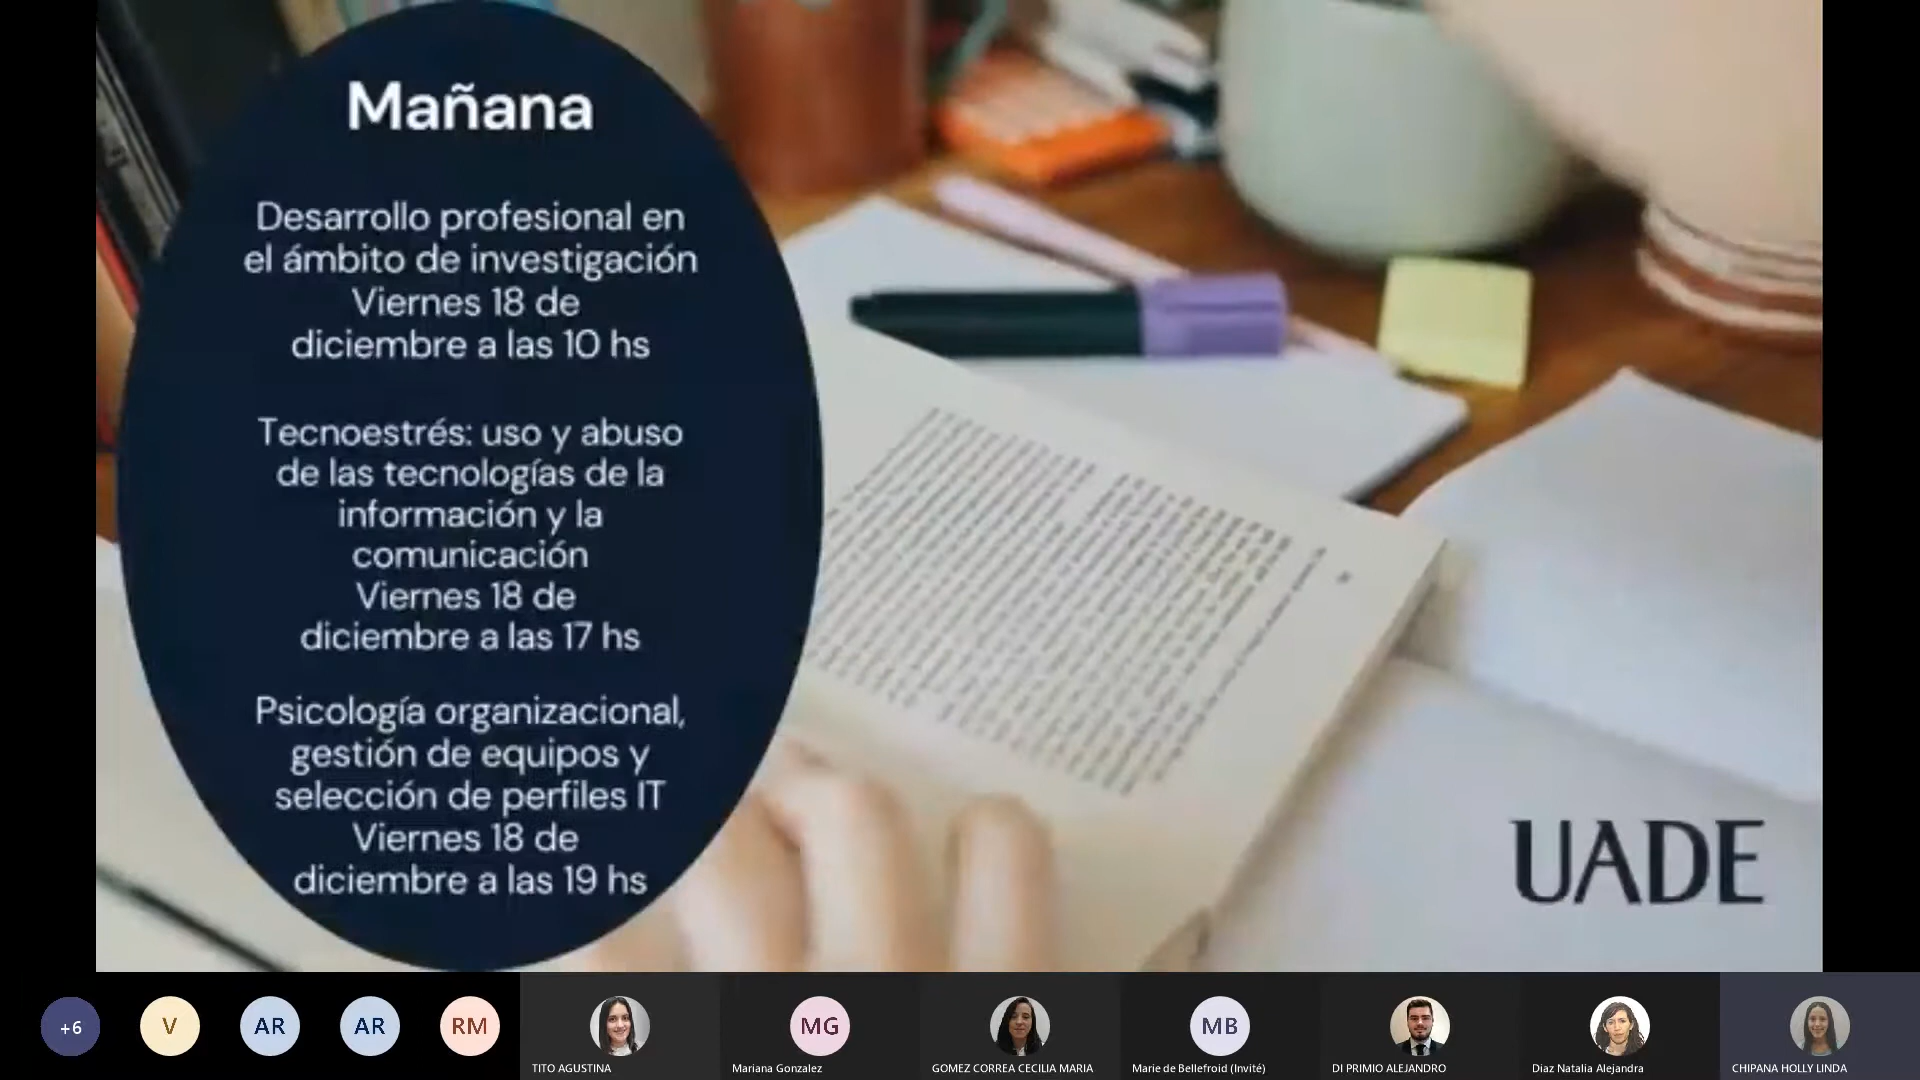 Mañana
Desarrollo profesional en
el ámbito de investigación
Viernes 18 de
diciembre a las 10 hs
Tecnoestrés: uso y abuso
de las tecnologías de la
información y la
comunicación
Viernes 18 de
diciembre a las 17 hs
Psicología organizacional,
gestión de equipos y
selección de perfiles IT
Viernes 18 de
diciembre a las 19 hs
UADE
+6
V
AR
AR
RM
TITO AGUSTINA
MG
Mariana Gonzalez
GOMEZ CORREA CECILIA MARIA
MB
Marie de Bellefroid (Invité)
DI PRIMIO ALEJANDRO
Diaz Natalia Alejandra
CHIPANA HOLLY LINDA